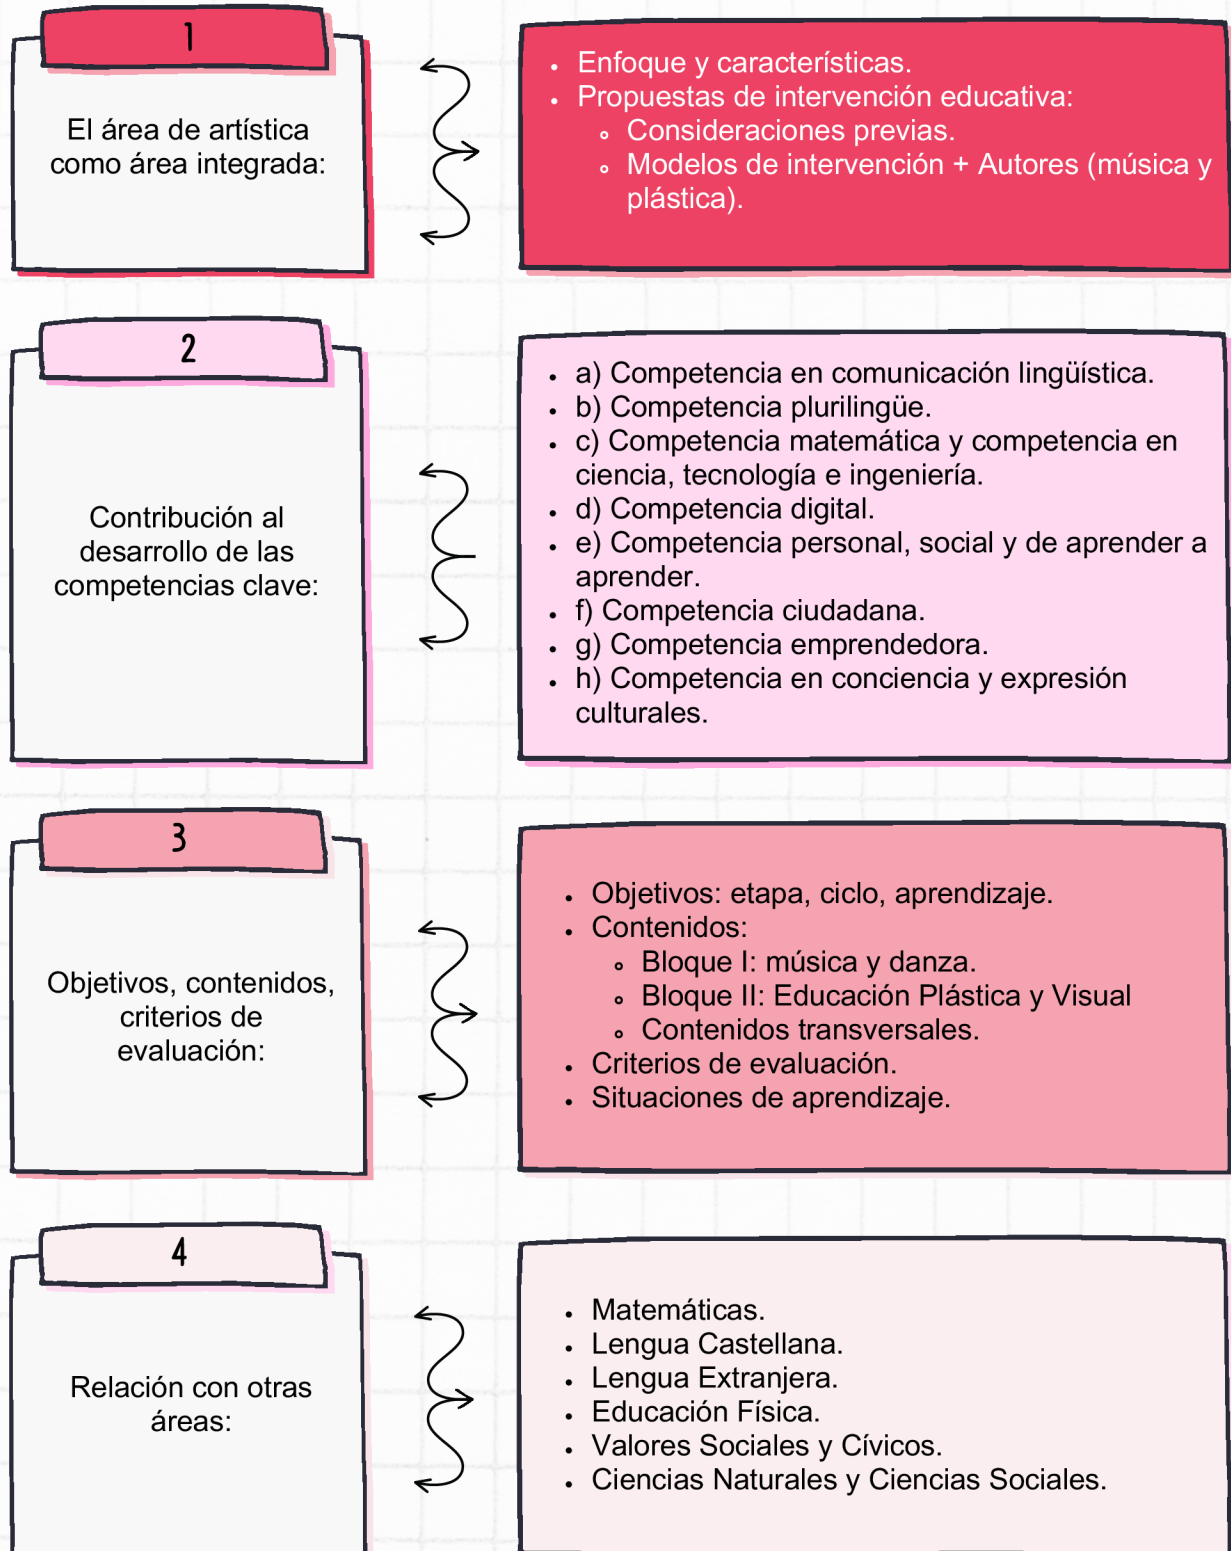 1
El área de artística
como área integrada:
• Enfoque y características.
• Propuestas de intervención educativa:
◦ Consideraciones previas.
◦ Modelos de intervención + Autores (música y
plástica).
2
Contribución al
desarrollo de las
competencias clave:
• a) Competencia en comunicación lingüística.
• b) Competencia plurilingüe.
• c) Competencia matemática y competencia en
ciencia, tecnología e ingeniería.
• d) Competencia digital.
• e) Competencia personal, social y de aprender a
aprender.
• f) Competencia ciudadana.
• g) Competencia emprendedora.
• h) Competencia en conciencia y expresión
culturales.
3
Objetivos, contenidos,
criterios de
evaluación:
• Objetivos: etapa, ciclo, aprendizaje.
• Contenidos:
◦ Bloque I: música y danza.
◦ Bloque II: Educación Plástica y Visual
◦ Contenidos transversales.
• Criterios de evaluación.
• Situaciones de aprendizaje.
4
Relación con otras
áreas:
• Matemáticas.
• Lengua Castellana.
• Lengua Extranjera.
• Educación Física.
• Valores Sociales y Cívicos.
• Ciencias Naturales y Ciencias Sociales.